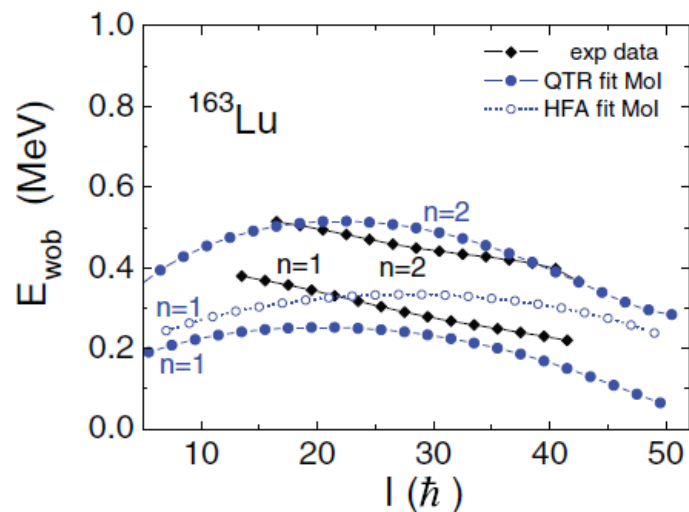 1.0
0.8
0.6
0.4
0.2
0.0
E_wob (MeV)
¹⁶³Lu
exp data
QTR fit MoI
HFA fit MoI
n=2
n=1
n=2
n=1
n=1
10 20 30 40 50
I (ℏ)